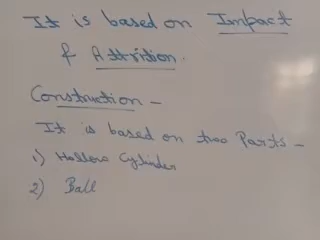 It is based on Impact
& Attrition.
Construction -
It is based on two Parts -
1) Hollow Cylinder
2) Ball